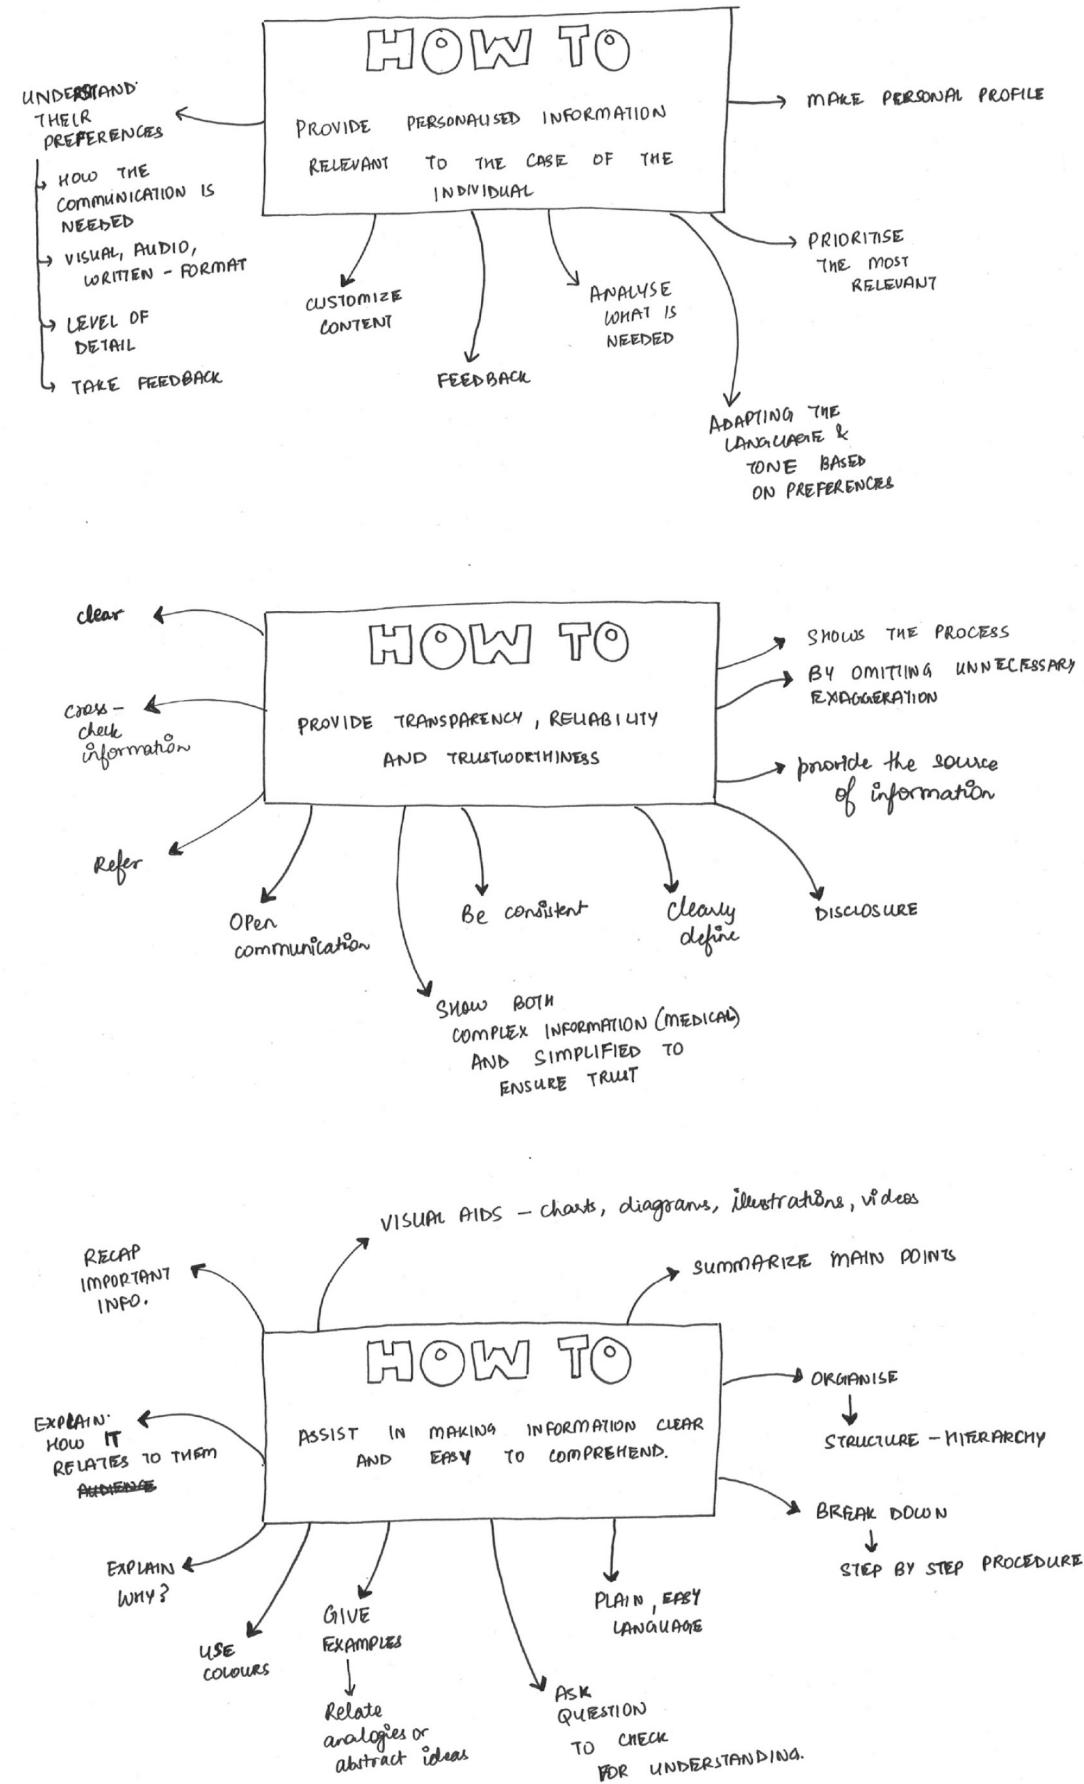 HOW TO
PROVIDE PERSONALISED INFORMATION
RELEVANT TO THE CASE OF THE
INDIVIDUAL
UNDERSTAND
THEIR
PREFERENCES
HOW THE
COMMUNICATION IS
NEEDED
VISUAL, AUDIO,
WRITTEN - FORMAT
LEVEL OF
DETAIL
TAKE FEEDBACK
CUSTOMIZE
CONTENT
FEEDBACK
ANALYSE
WHAT IS
NEEDED
ADAPTING THE
LANGUAGE &
TONE BASED
ON PREFERENCES
PRIORITISE
THE MOST
RELEVANT
MAKE PERSONAL PROFILE
HOW TO
PROVIDE TRANSPARENCY, RELIABILITY
AND TRUSTWORTHINESS
clear
cross-
check
information
Refer
Open
communication
SHOW BOTH
COMPLEX INFORMATION (MEDICAL)
AND SIMPLIFIED TO
ENSURE TRUST
Be consistent
Clearly
define
DISCLOSURE
provide the source
of information
BY OMITTING UNNECESSARY
EXAGGERATION
SHOWS THE PROCESS
HOW TO
ASSIST IN MAKING INFORMATION CLEAR
AND EASY TO COMPREHEND.
VISUAL AIDS - charts, diagrams, illustrations, videos
SUMMARIZE MAIN POINTS
RECAP
IMPORTANT
INFO.
EXPLAIN
HOW IT
RELATES TO THEM
AUDIENCE
EXPLAIN
WHY?
USE
COLOURS
GIVE
EXAMPLES
Relate
analogies or
abstract ideas
ASK
QUESTION
TO CHECK
FOR UNDERSTANDING.
PLAIN, EASY
LANGUAGE
BREAK DOWN
STEP BY STEP PROCEDURE
ORGANISE
STRUCTURE - HIERARCHY